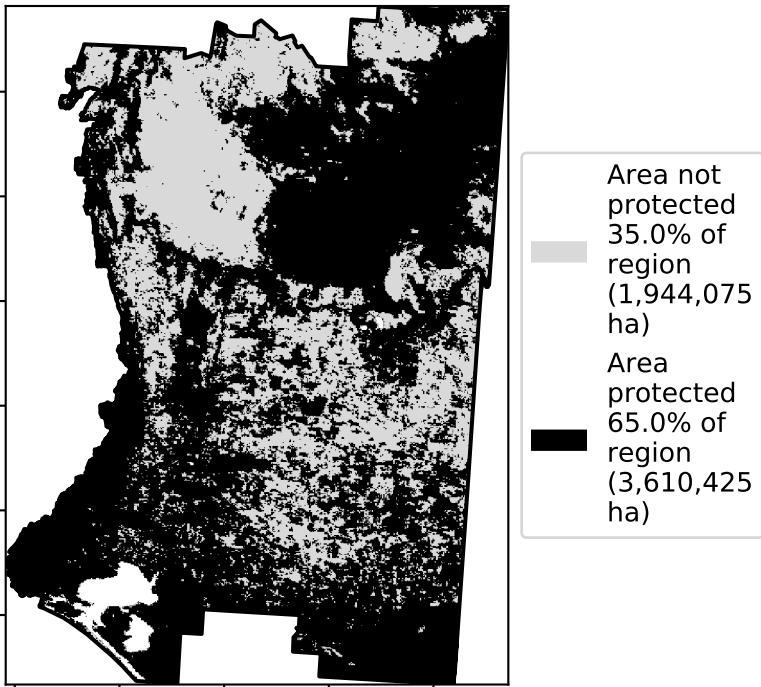 Area not
protected
35.0% of
region
(1,944,075
ha)
Area
protected
65.0% of
region
(3,610,425
ha)